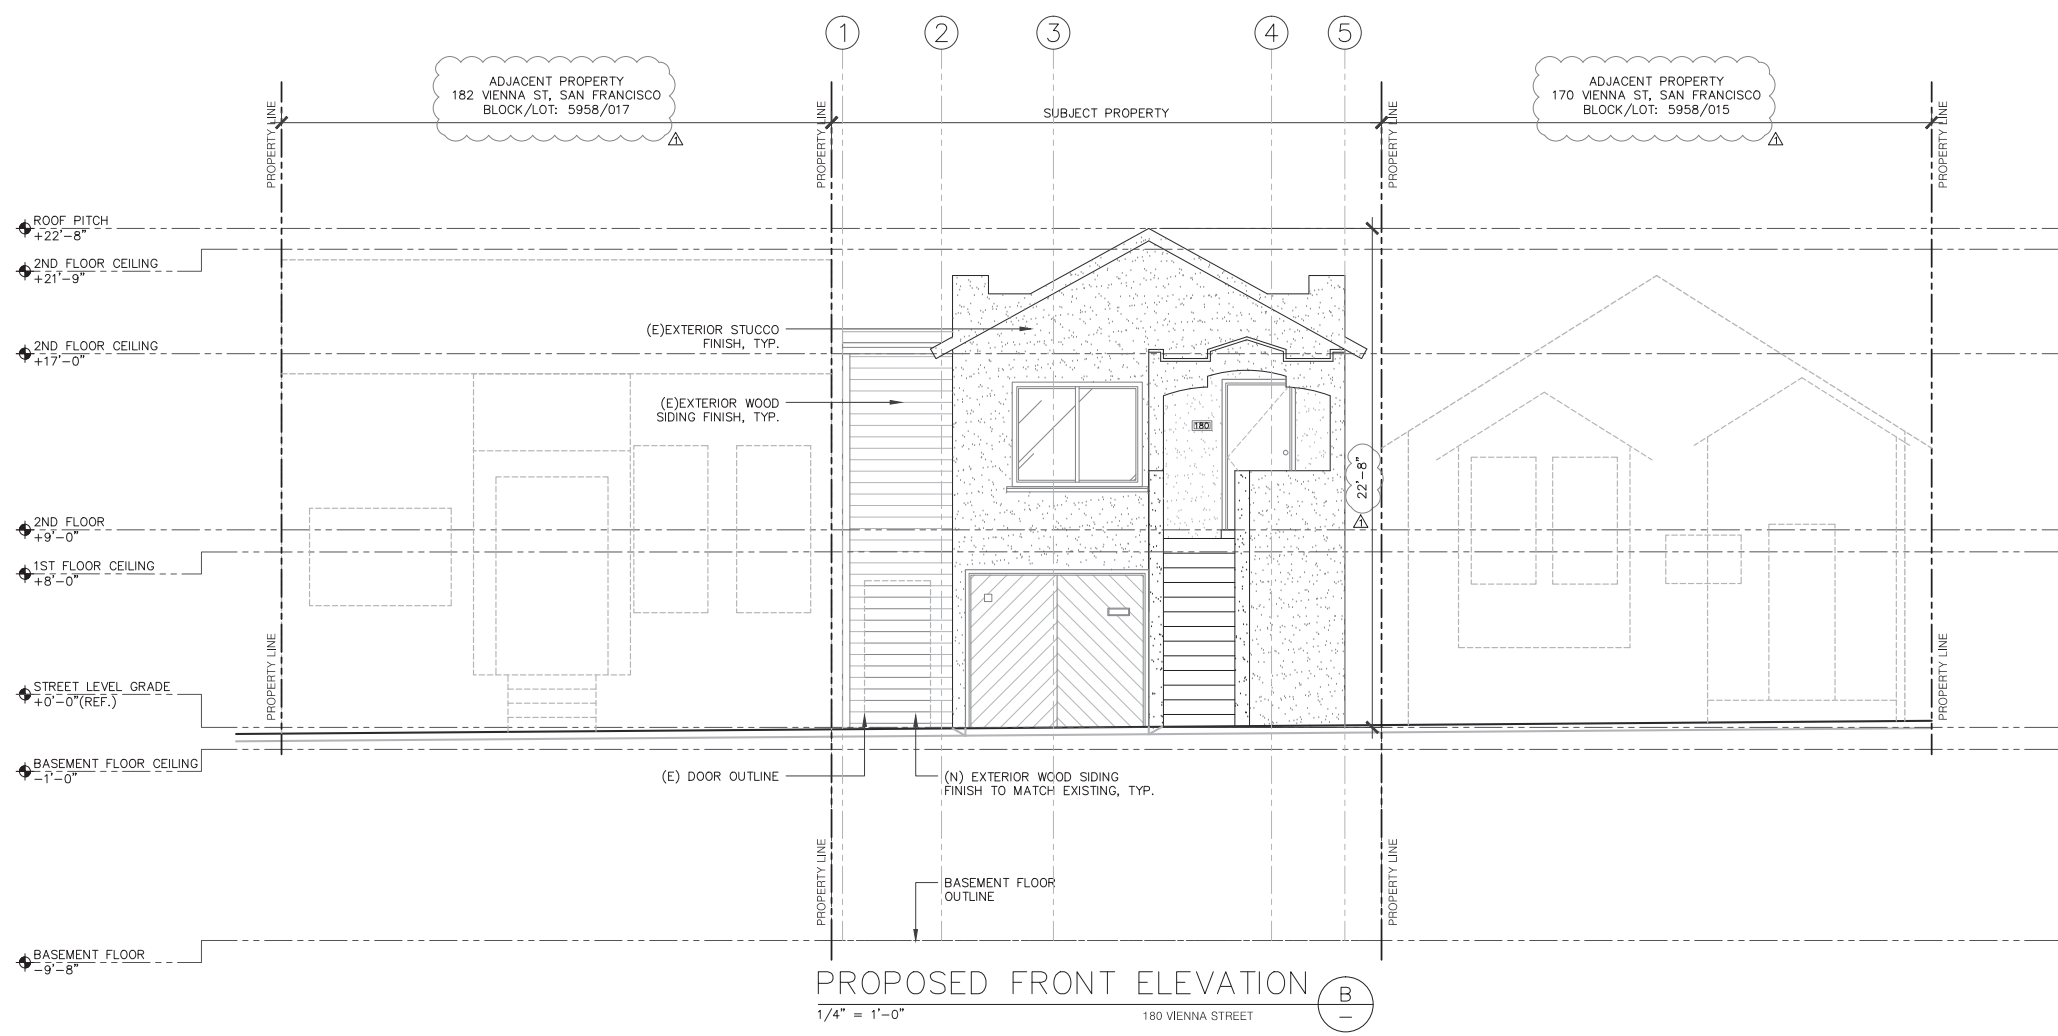 1
2
3
4
5
ADJACENT PROPERTY
182 VIENNA ST, SAN FRANCISCO
BLOCK/LOT: 5958/017
1
SUBJECT PROPERTY
ADJACENT PROPERTY
170 VIENNA ST, SAN FRANCISCO
BLOCK/LOT: 5958/015
1
PROPERTY LINE
PROPERTY LINE
PROPERTY LINE
PROPERTY LINE
ROOF PITCH
+22'-8"
2ND FLOOR CEILING
+21'-9"
(E)EXTERIOR STUCCO
FINISH, TYP.
2ND FLOOR CEILING
+17'-0"
(E)EXTERIOR WOOD
SIDING FINISH, TYP.
180
22'-8"
1
2ND FLOOR
+9'-0"
1ST FLOOR CEILING
+8'-0"
PROPERTY LINE
PROPERTY LINE
STREET LEVEL GRADE
+0'-0"(REF.)
BASEMENT FLOOR CEILING
-1'-0"
(E) DOOR OUTLINE
(N) EXTERIOR WOOD SIDING
FINISH TO MATCH EXISTING, TYP.
PROPERTY LINE
PROPERTY LINE
BASEMENT FLOOR
OUTLINE
BASEMENT FLOOR
-9'-8"
PROPOSED FRONT ELEVATION
B
-
1/4" = 1'-0"
180 VIENNA STREET